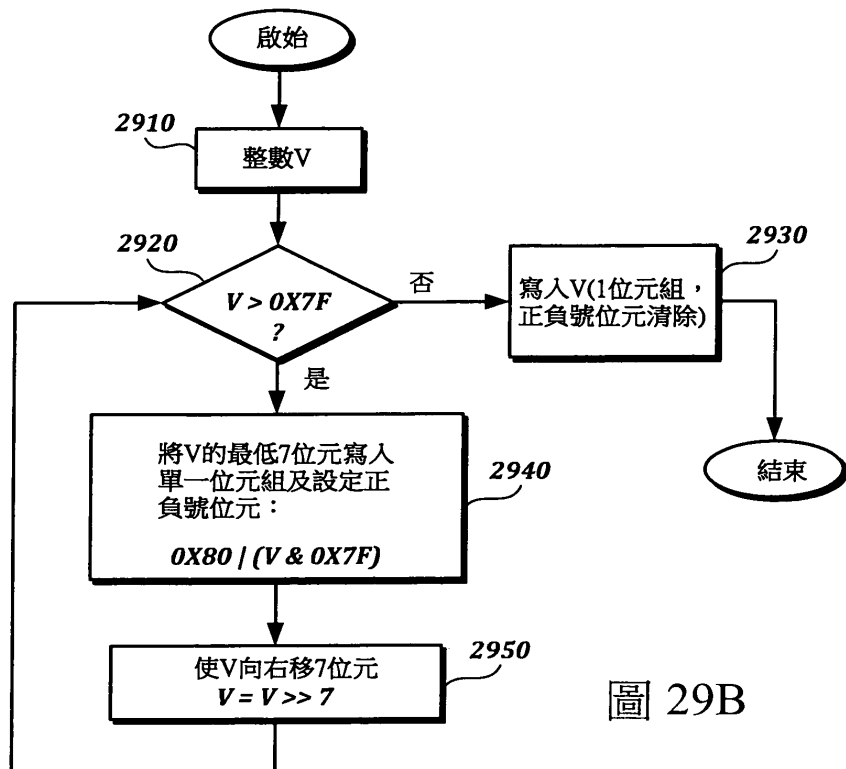 啟始
2910
整數V
2920
V > 0X7F
?
否
2930
寫入V(1位元組，
正負號位元清除)
是
將V的最低7位元寫入
單一位元組及設定正
負號位元：
0X80 | (V & 0X7F)
2940
結束
使V向右移7位元
V = V >> 7
2950
圖 29B